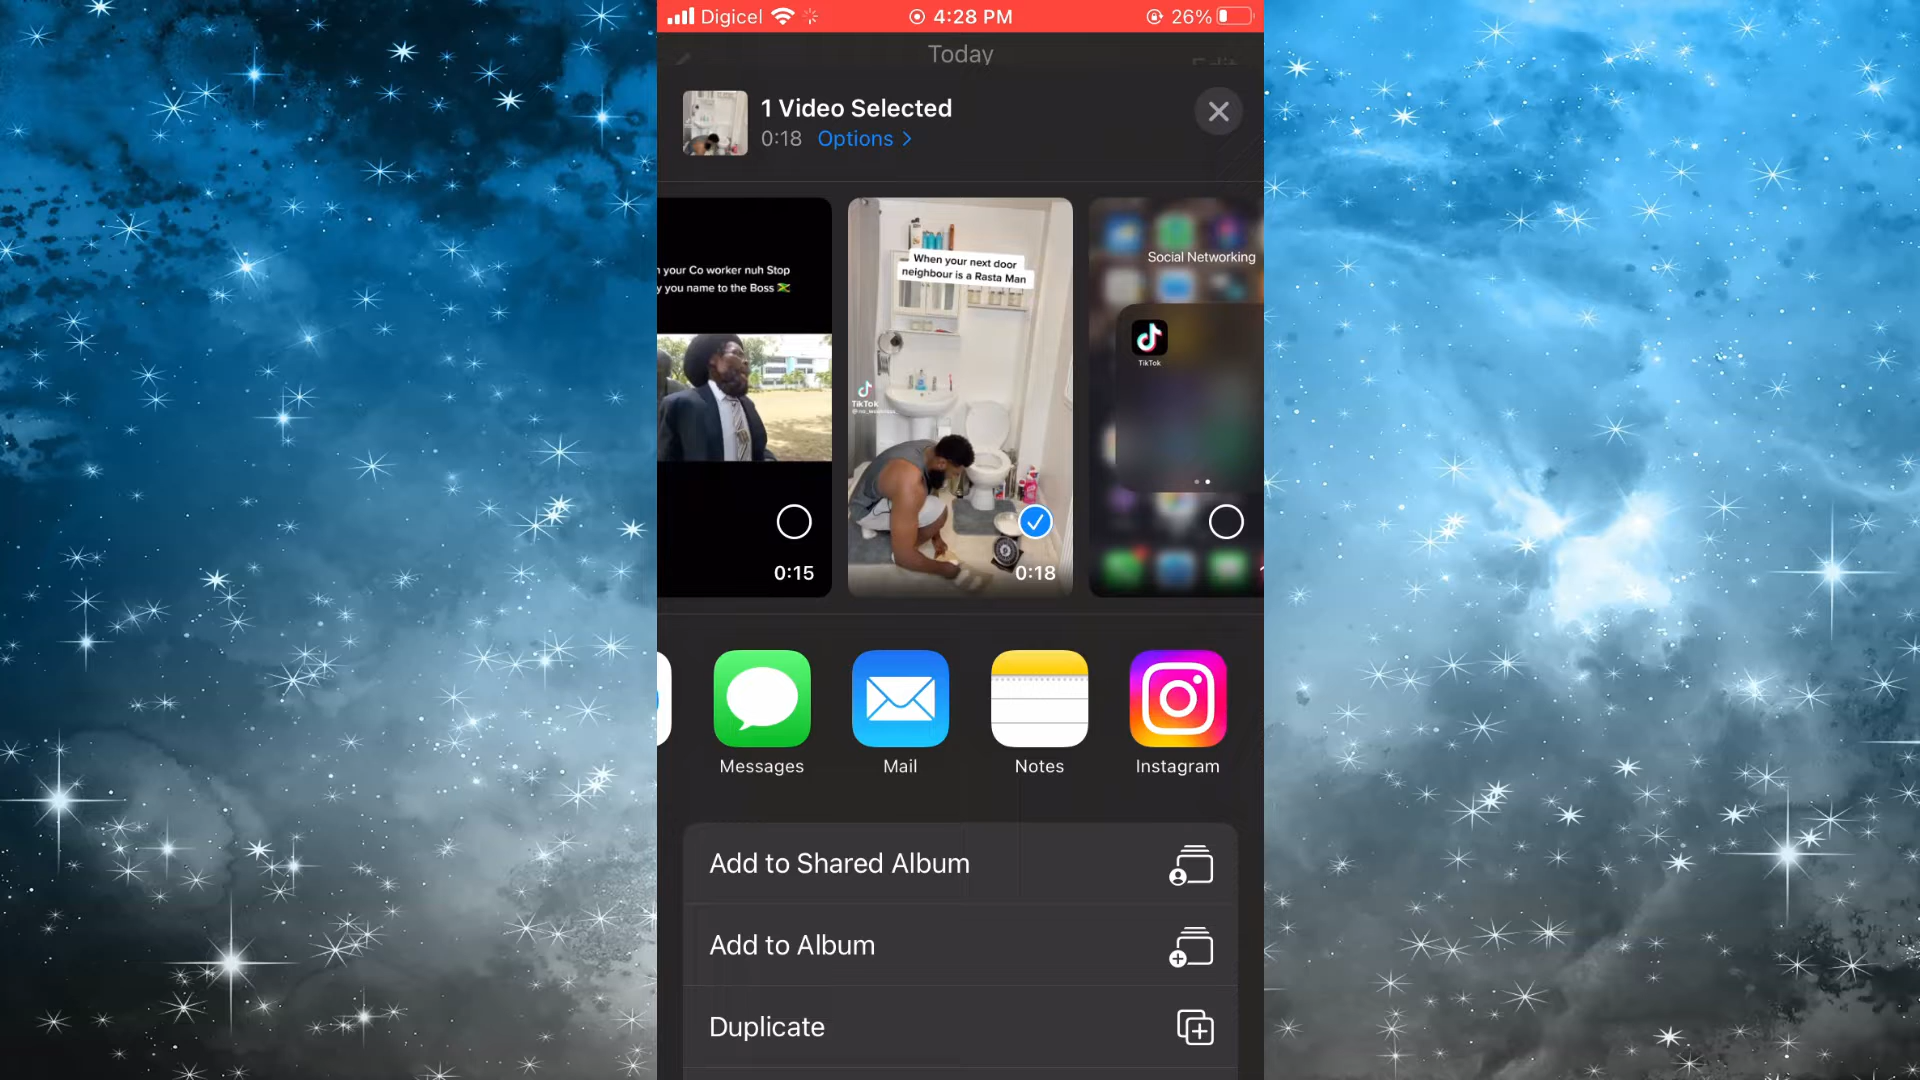 Digicel
4:28 PM
26%
Today
1 Video Selected
0:18 Options >
your Co worker nuh Stop
you name to the Boss
0:15
When your next door
neighbour is a Rasta Man
TikTok
0:18
Social Networking
TikTok
Messages
Mail
Notes
Instagram
Add to Shared Album
Add to Album
Duplicate